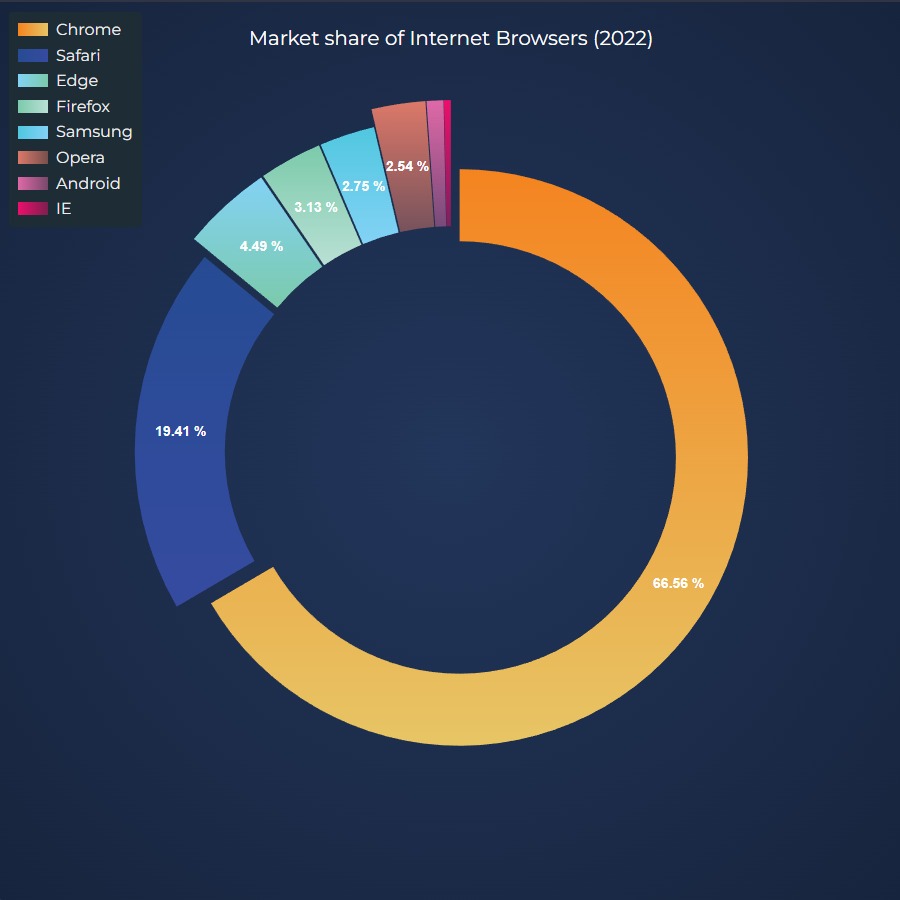 Market share of Internet Browsers (2022)
Chrome
Safari
Edge
Firefox
Samsung
Opera
Android
IE
2.54 %
2.75 %
3.13 %
4.49 %
19.41 %
66.56 %